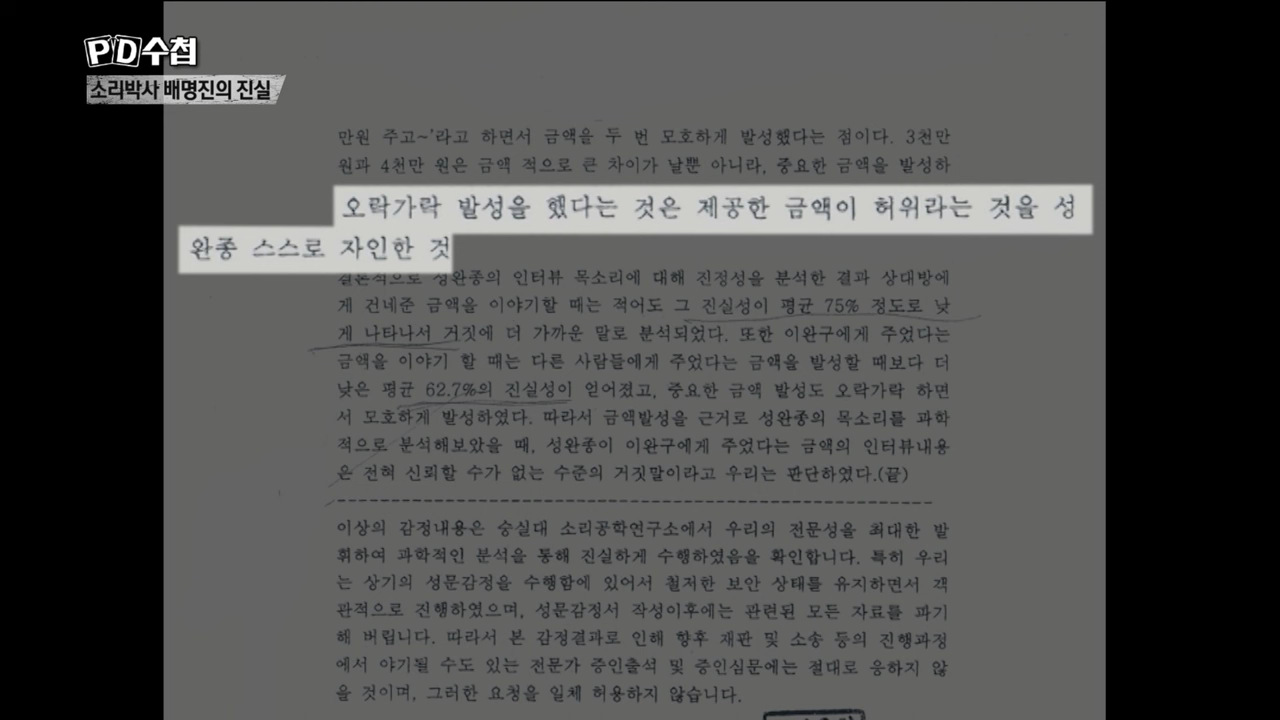 PD수첩
소리박사 배명진의 진실
만원 주고~'라고 하면서 금액을 두 번 모호하게 발성했다는 점이다. 3천만
원과 4천만 원은 금액 적으로 큰 차이가 날뿐 아니라, 중요한 금액을 발성하
오락가락 발성을 했다는 것은 제공한 금액이 허위라는 것을 성
완종 스스로 자인한 것
결론적으로 성완종의 인터뷰 목소리에 대해 진정성을 분석한 결과 상대방에
게 건네준 금액을 이야기할 때는 적어도 그 진실성이 평균 75% 정도로 낮
게 나타나서 거짓에 더 가까운 말로 분석되었다. 또한 이완구에게 주었다는
금액을 이야기 할 때는 다른 사람들에게 주었다는 금액을 발성할 때보다 더
낮은 평균 62.7%의 진실성이 얻어졌고, 중요한 금액 발성도 오락가락 하면
서 모호하게 발성하였다. 따라서 금액발성을 근거로 성완종의 목소리를 과학
적으로 분석해보았을 때, 성완종이 이완구에게 주었다는 금액의 인터뷰내용
은 전혀 신뢰할 수가 없는 수준의 거짓말이라고 우리는 판단하였다.(끝)
이상의 감정내용은 숭실대 소리공학연구소에서 우리의 전문성을 최대한 발
휘하여 과학적인 분석을 통해 진실하게 수행하였음을 확인합니다. 특히 우리
는 상기의 성문감정을 수행함에 있어서 철저한 보안 상태를 유지하면서 객
관적으로 진행하였으며, 성문감정서 작성이후에는 관련된 모든 자료를 파기
해 버립니다. 따라서 본 감정결과로 인해 향후 재판 및 소송 등의 진행과정
에서 야기될 수도 있는 전문가 증인출석 및 증인심문에는 절대로 응하지 않
을 것이며, 그러한 요청을 일체 허용하지 않습니다.